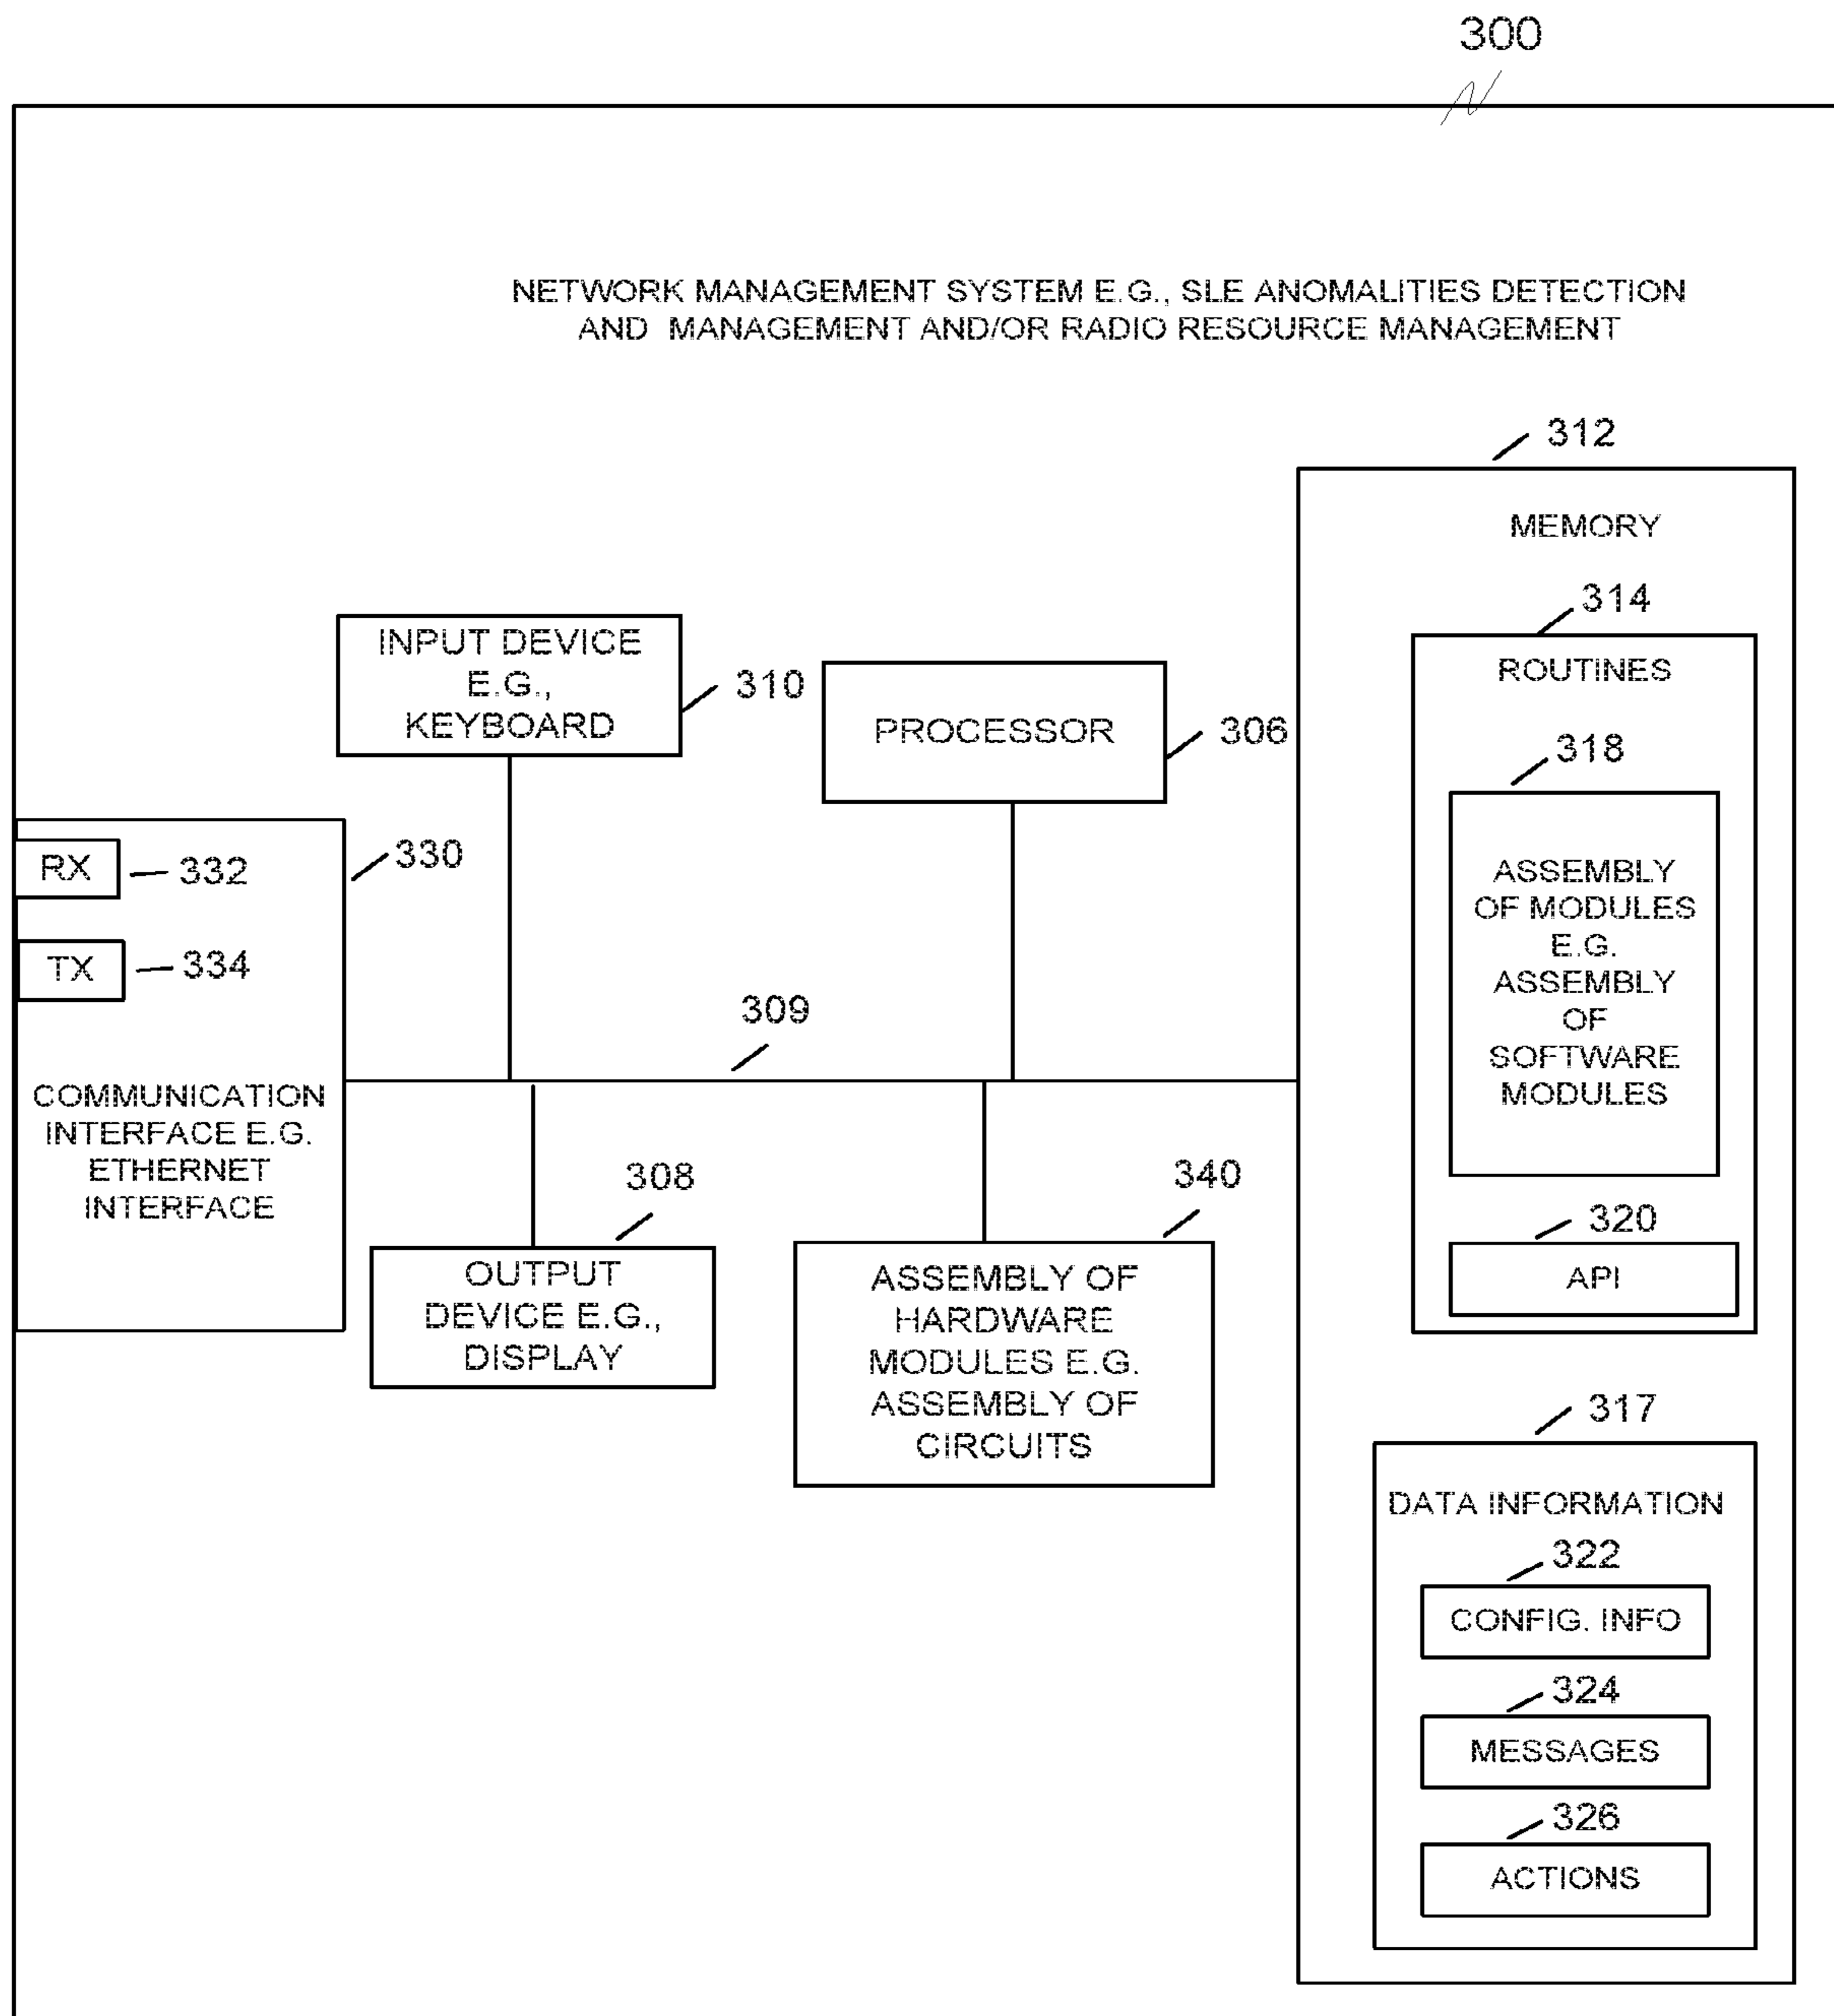 300
NETWORK MANAGEMENT SYSTEM E.G., SLE ANOMALITIES DETECTION
AND MANAGEMENT AND/OR RADIO RESOURCE MANAGEMENT
312
MEMORY
314
ROUTINES
318
ASSEMBLY
OF MODULES
E.G.
ASSEMBLY
OF
SOFTWARE
MODULES
320
API
317
DATA INFORMATION
322
CONFIG. INFO
324
MESSAGES
326
ACTIONS
INPUT DEVICE
E.G.,
KEYBOARD
310
PROCESSOR
306
RX
332
330
TX
334
COMMUNICATION
INTERFACE E.G.
ETHERNET
INTERFACE
309
308
OUTPUT
DEVICE E.G.,
DISPLAY
340
ASSEMBLY OF
HARDWARE
MODULES E.G.
ASSEMBLY OF
CIRCUITS